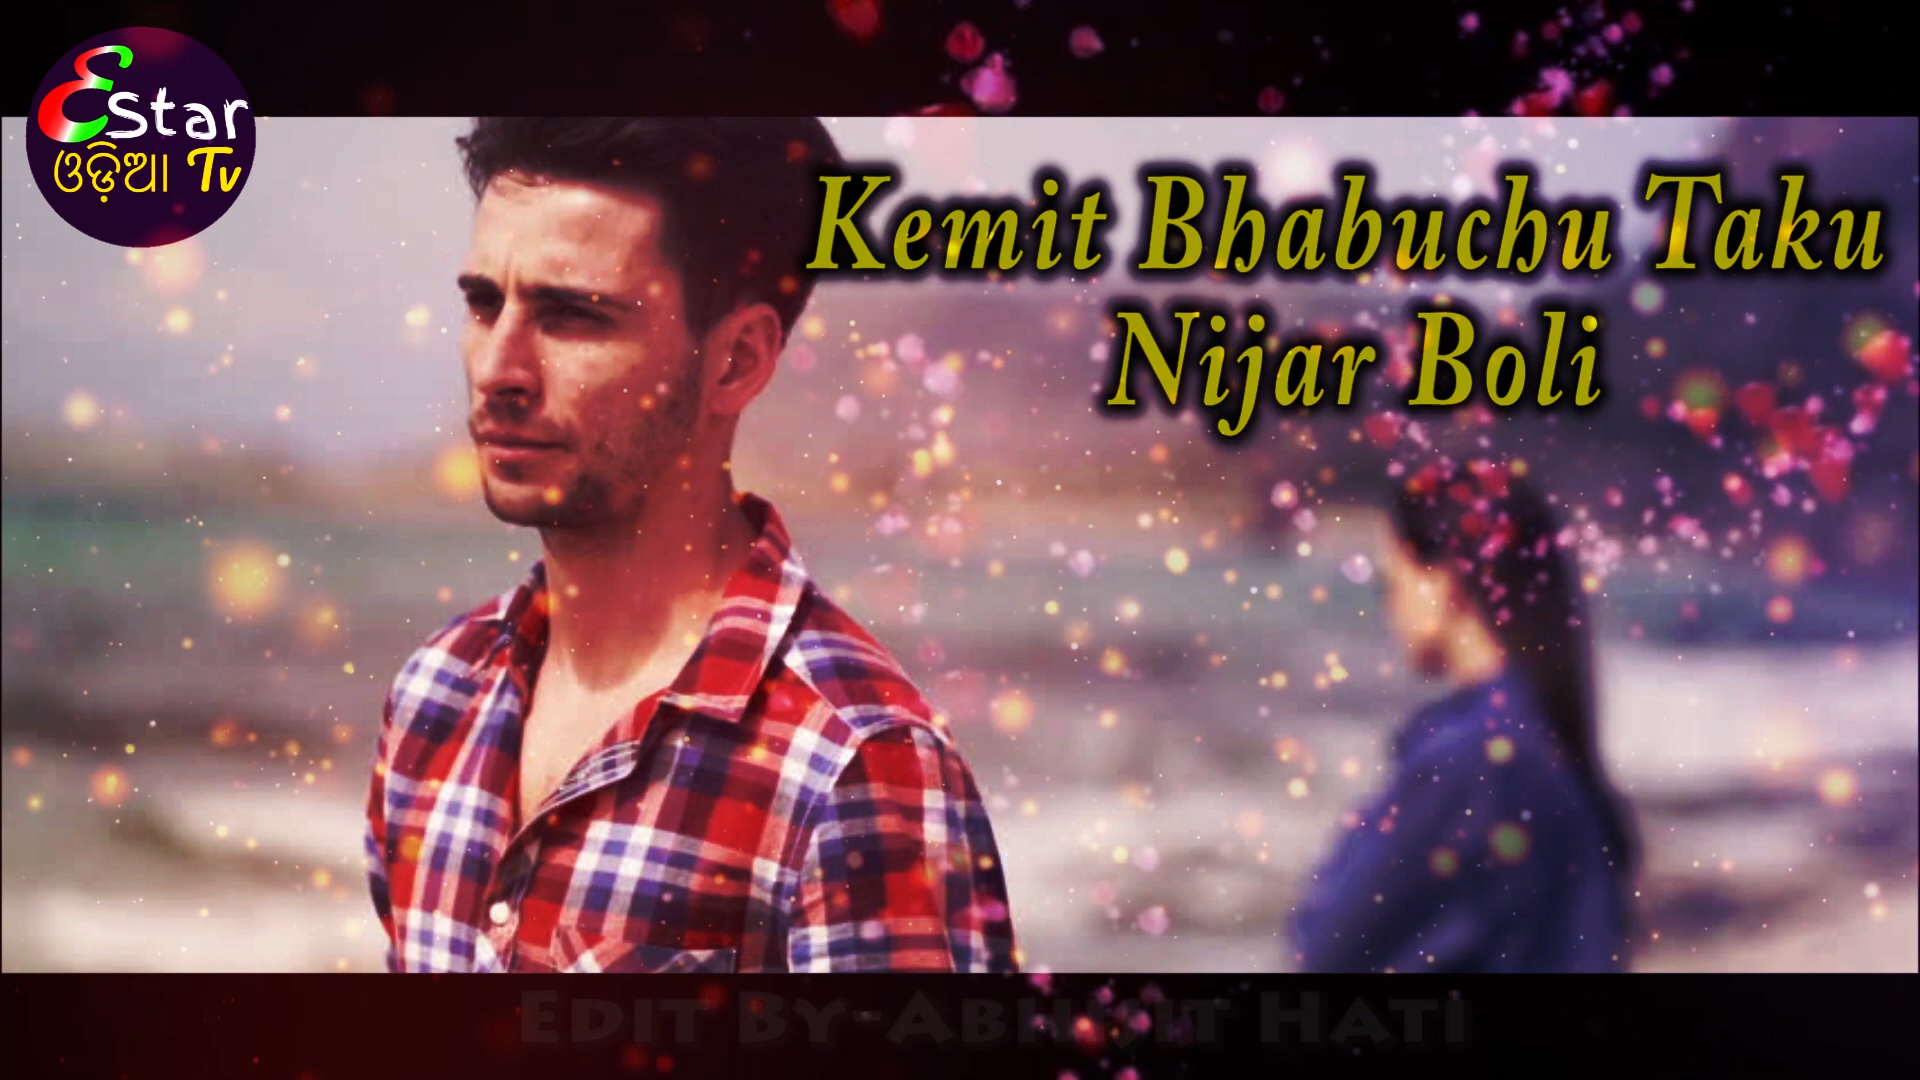 Estar
ଓଡ଼ିଆ Tv
Kemit Bhabuchu Taku
Nijar Boli
Edit By-Abhijit Hati